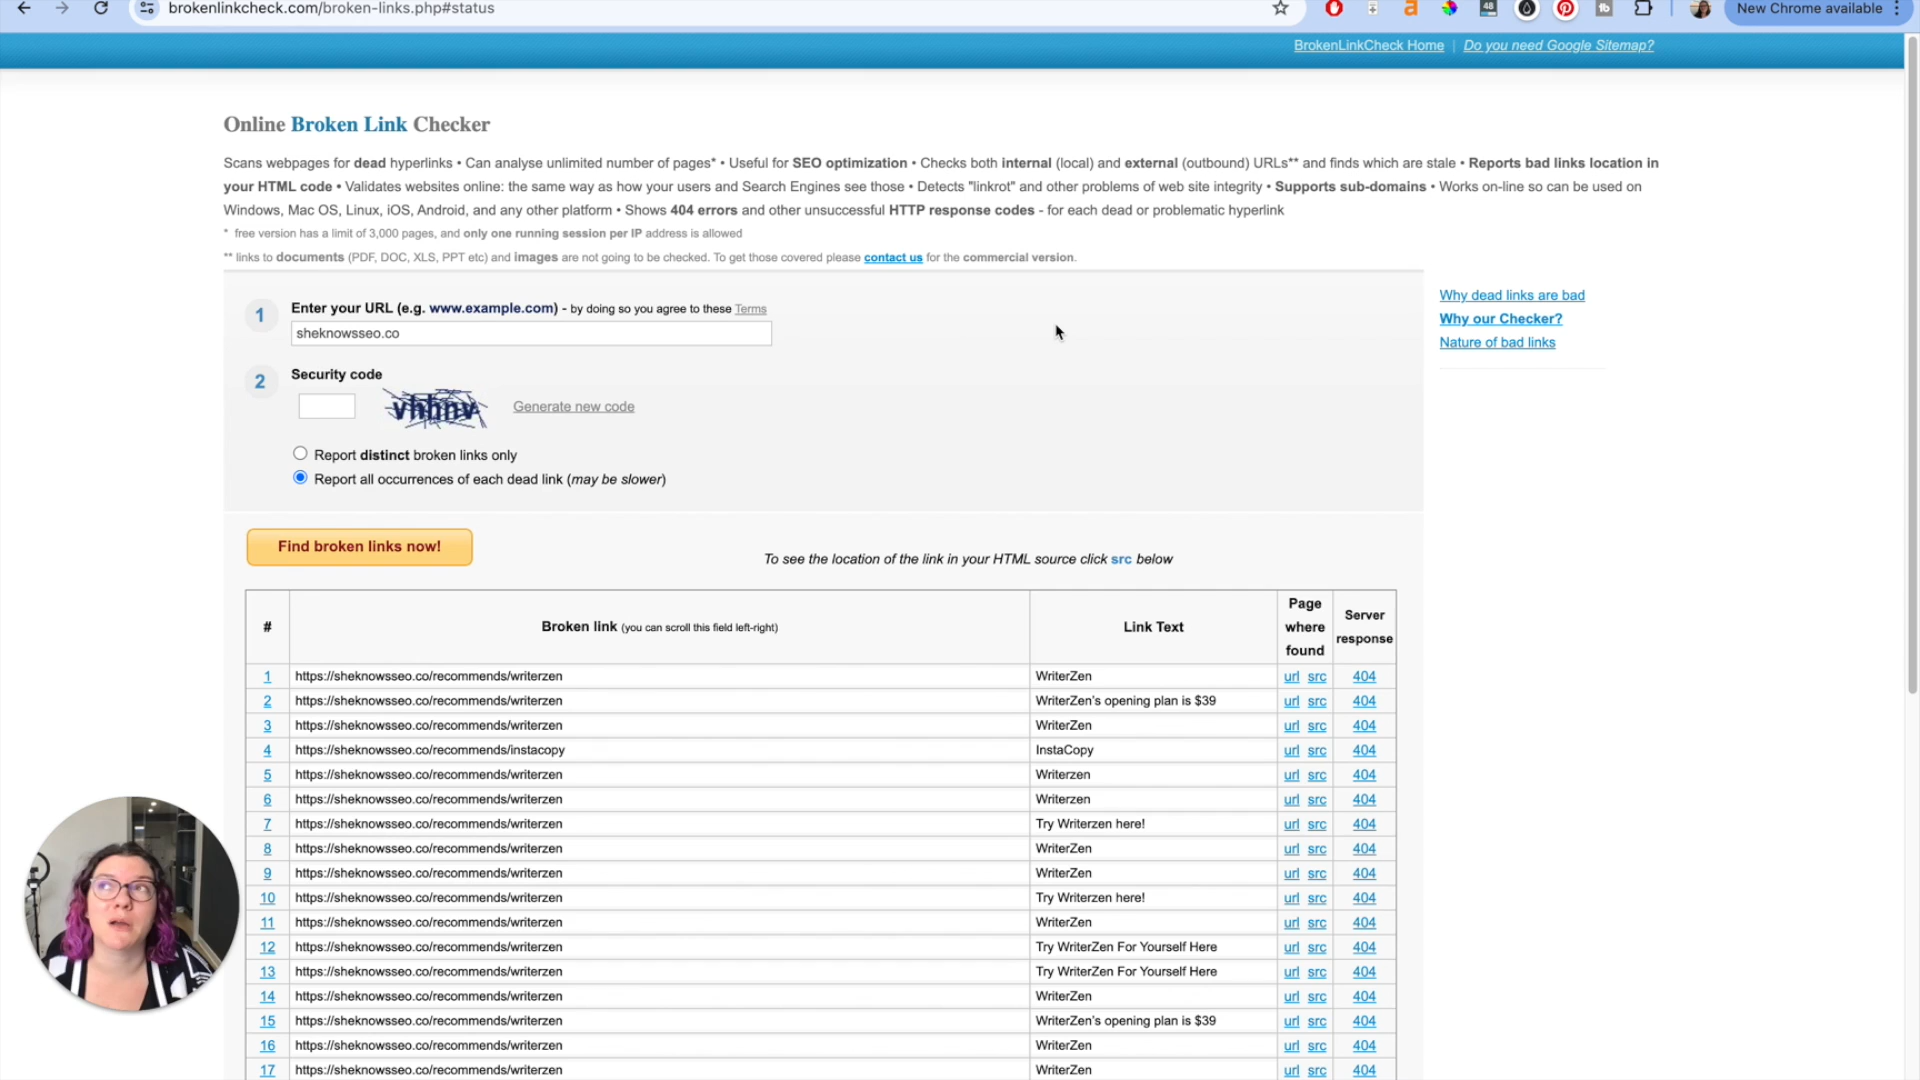 brokenlinkcheck.com/broken-links.php#status
48
New Chrome available
BrokenLinkCheck Home | Do you need Google Sitemap?
Online Broken Link Checker
Scans webpages for dead hyperlinks • Can analyse unlimited number of pages* • Useful for SEO optimization • Checks both internal (local) and external (outbound) URLs** and finds which are stale • Reports bad links location in
your HTML code • Validates websites online: the same way as how your users and Search Engines see those • Detects "linkrot" and other problems of web site integrity • Supports sub-domains • Works on-line so can be used on
Windows, Mac OS, Linux, iOS, Android, and any other platform • Shows 404 errors and other unsuccessful HTTP response codes - for each dead or problematic hyperlink
* free version has a limit of 3,000 pages, and only one running session per IP address is allowed
** links to documents (PDF, DOC, XLS, PPT etc) and images are not going to be checked. To get those covered please contact us for the commercial version.
1 Enter your URL (e.g. www.example.com) - by doing so you agree to these Terms
sheknowsseo.co
2 Security code
vhhnv Generate new code
Report distinct broken links only
Report all occurrences of each dead link (may be slower)
Why dead links are bad
Why our Checker?
Nature of bad links
Find broken links now!
To see the location of the link in your HTML source click src below
# Broken link (you can scroll this field left-right) Link Text Page where found Server response
1 https://sheknowsseo.co/recommends/writerzen WriterZen url src 404
2 https://sheknowsseo.co/recommends/writerzen WriterZen's opening plan is $39 url src 404
3 https://sheknowsseo.co/recommends/writerzen WriterZen url src 404
4 https://sheknowsseo.co/recommends/instacopy InstaCopy url src 404
5 https://sheknowsseo.co/recommends/writerzen Writerzen url src 404
6 https://sheknowsseo.co/recommends/writerzen Writerzen url src 404
7 https://sheknowsseo.co/recommends/writerzen Try Writerzen here! url src 404
8 https://sheknowsseo.co/recommends/writerzen WriterZen url src 404
9 https://sheknowsseo.co/recommends/writerzen WriterZen url src 404
10 https://sheknowsseo.co/recommends/writerzen Try Writerzen here! url src 404
11 https://sheknowsseo.co/recommends/writerzen WriterZen url src 404
12 https://sheknowsseo.co/recommends/writerzen Try WriterZen For Yourself Here url src 404
13 https://sheknowsseo.co/recommends/writerzen Try WriterZen For Yourself Here url src 404
14 https://sheknowsseo.co/recommends/writerzen WriterZen url src 404
15 https://sheknowsseo.co/recommends/writerzen WriterZen's opening plan is $39 url src 404
16 https://sheknowsseo.co/recommends/writerzen WriterZen url src 404
17 https://sheknowsseo.co/recommends/writerzen WriterZen url src 404